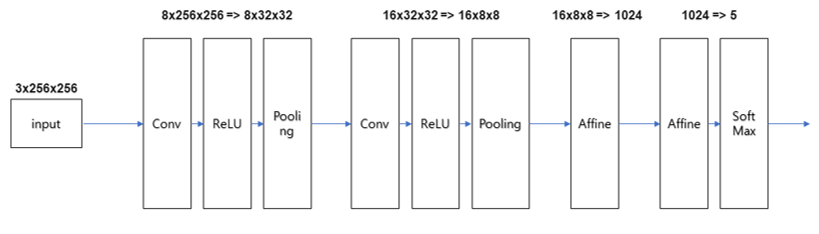 8x256x256 => 8x32x32
16x32x32 => 16x8x8
16x8x8 => 1024
1024 => 5
3x256x256
input
Conv
ReLU
Pooli
ng
Conv
ReLU
Pooling
Affine
Affine
Soft
Max